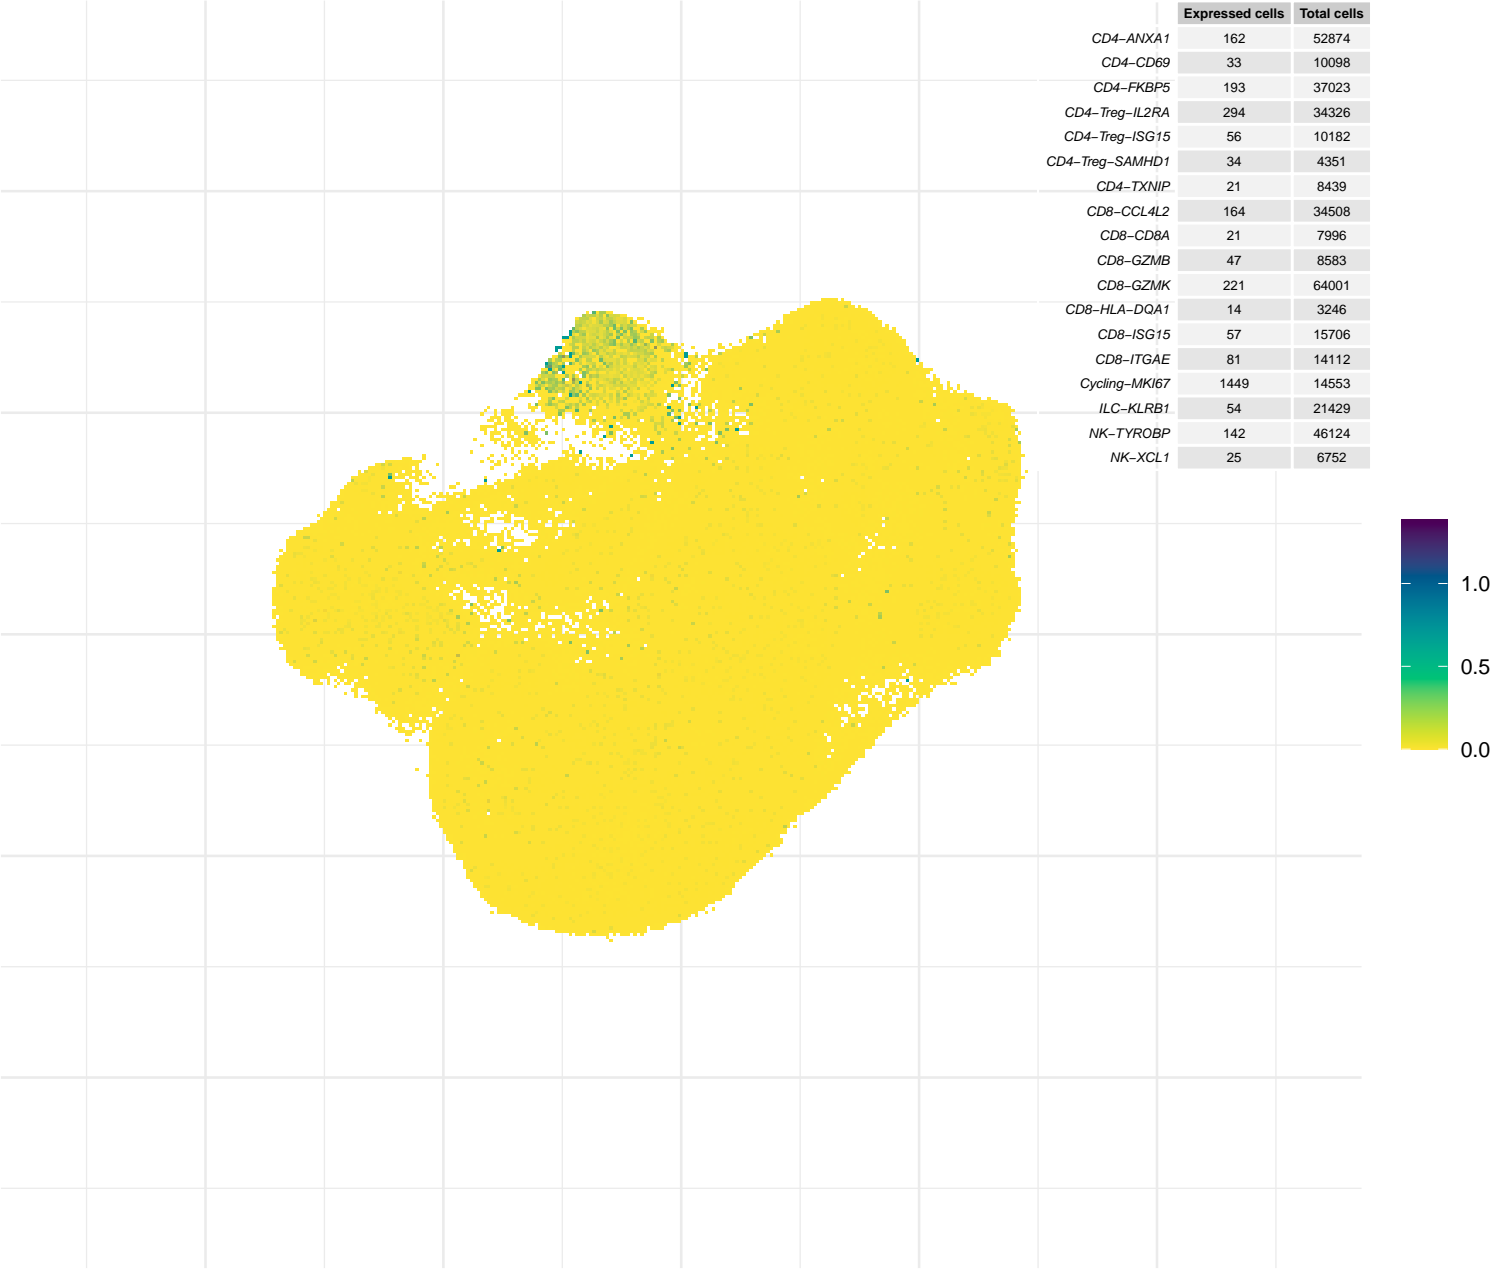 Expressed cells Total cells
CD4−ANXA1 162 52874
CD4−CD69 33 10098
CD4−FKBP5 193 37023
CD4−Treg−IL2RA 294 34326
CD4−Treg−ISG15 56 10182
CD4−Treg−SAMHD1 34 4351
CD4−TXNIP 21 8439
CD8−CCL4L2 164 34508
CD8−CD8A 21 7996
CD8−GZMB 47 8583
CD8−GZMK 221 64001
CD8−HLA−DQA1 14 3246
CD8−ISG15 57 15706
CD8−ITGAE 81 14112
Cycling−MKI67 1449 14553
ILC−KLRB1 54 21429
NK−TYROBP 142 46124
NK−XCL1 25 6752
1.0
0.5
0.0